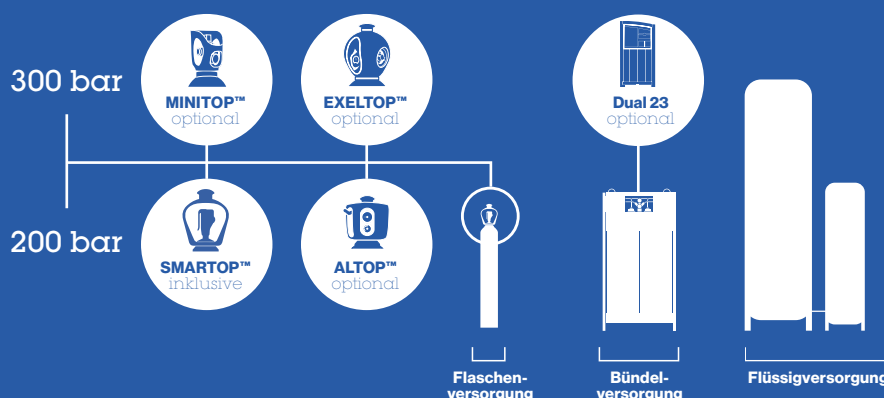 300 bar
MINITOP™
optional
EXELTOP™
optional
Dual 23
optional
200 bar
SMARTOP™
inklusive
ALTOP™
optional
Flaschen-
versorgung
Bündel-
versorgung
Flüssigversorgung